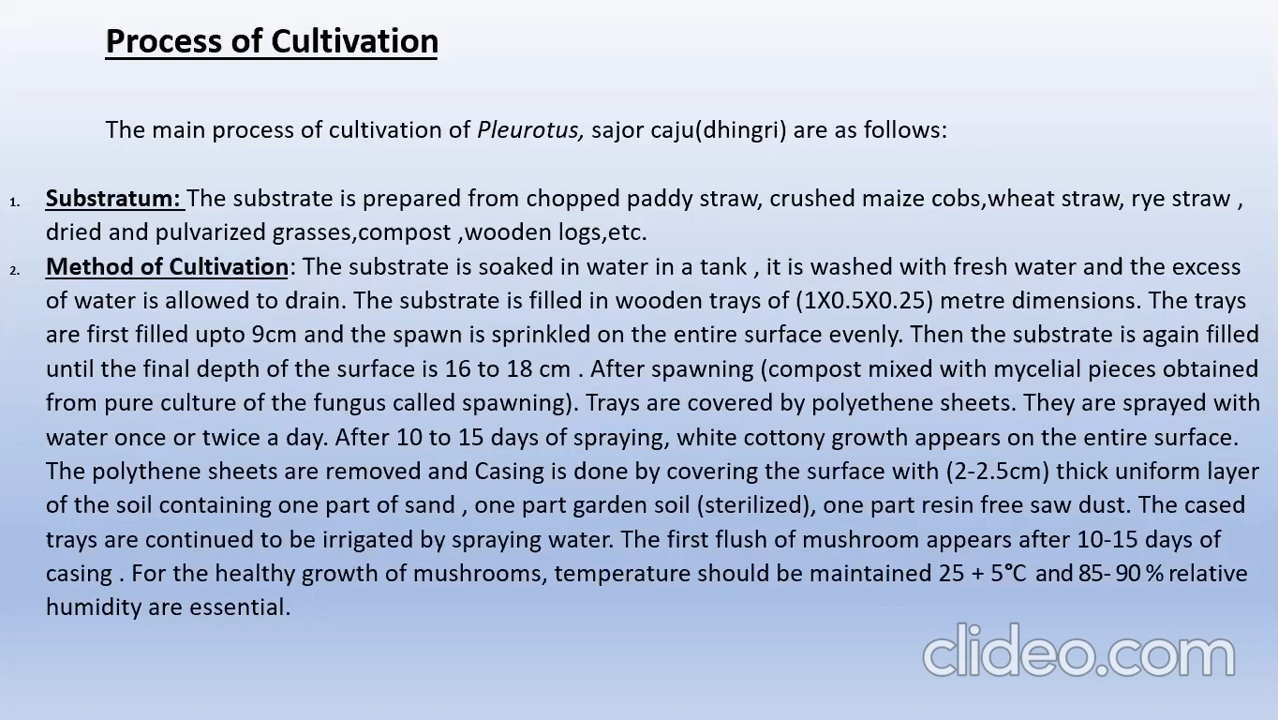 Process of Cultivation
The main process of cultivation of Pleurotus, sajor caju(dhingri) are as follows:
1. Substratum: The substrate is prepared from chopped paddy straw, crushed maize cobs,wheat straw, rye straw ,
dried and pulvarized grasses,compost ,wooden logs,etc.
2. Method of Cultivation: The substrate is soaked in water in a tank , it is washed with fresh water and the excess
of water is allowed to drain. The substrate is filled in wooden trays of (1X0.5X0.25) metre dimensions. The trays
are first filled upto 9cm and the spawn is sprinkled on the entire surface evenly. Then the substrate is again filled
until the final depth of the surface is 16 to 18 cm . After spawning (compost mixed with mycelial pieces obtained
from pure culture of the fungus called spawning). Trays are covered by polyethene sheets. They are sprayed with
water once or twice a day. After 10 to 15 days of spraying, white cottony growth appears on the entire surface.
The polythene sheets are removed and Casing is done by covering the surface with (2-2.5cm) thick uniform layer
of the soil containing one part of sand , one part garden soil (sterilized), one part resin free saw dust. The cased
trays are continued to be irrigated by spraying water. The first flush of mushroom appears after 10-15 days of
casing . For the healthy growth of mushrooms, temperature should be maintained 25 + 5°C and 85- 90 % relative
humidity are essential.
clideo.com